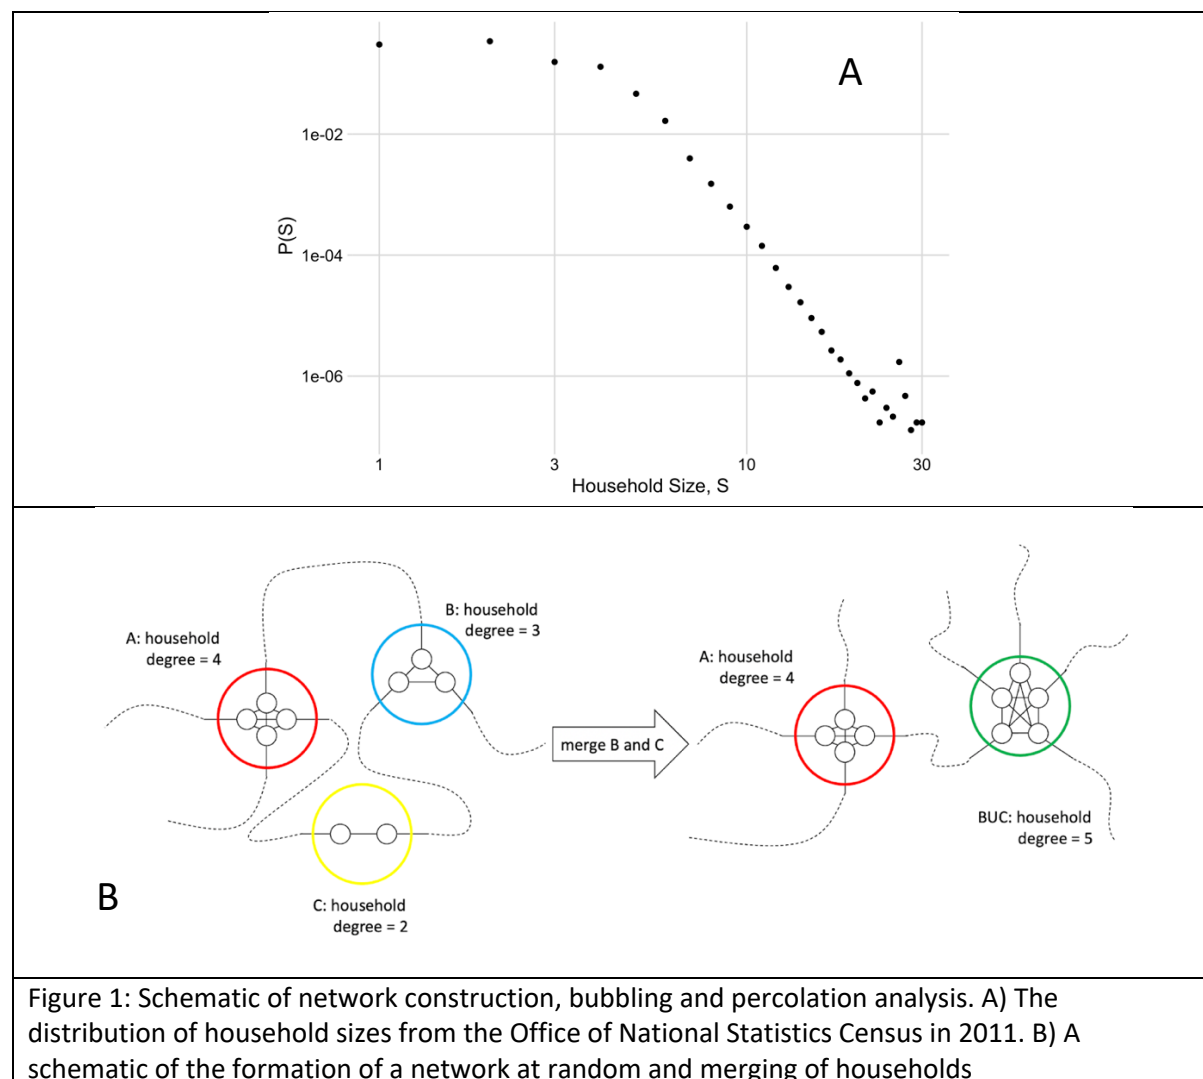 A
1e-02
P(S)
1e-04
1e-06
1
3
10
30
Household Size, S
B: household
degree = 3
A: household
degree = 4
A: household
degree = 4
merge B and C
BUC: household
degree = 5
B
C: household
degree = 2
Figure 1: Schematic of network construction, bubbling and percolation analysis. A) The
distribution of household sizes from the Office of National Statistics Census in 2011. B) A
schematic of the formation of a network at random and merging of households